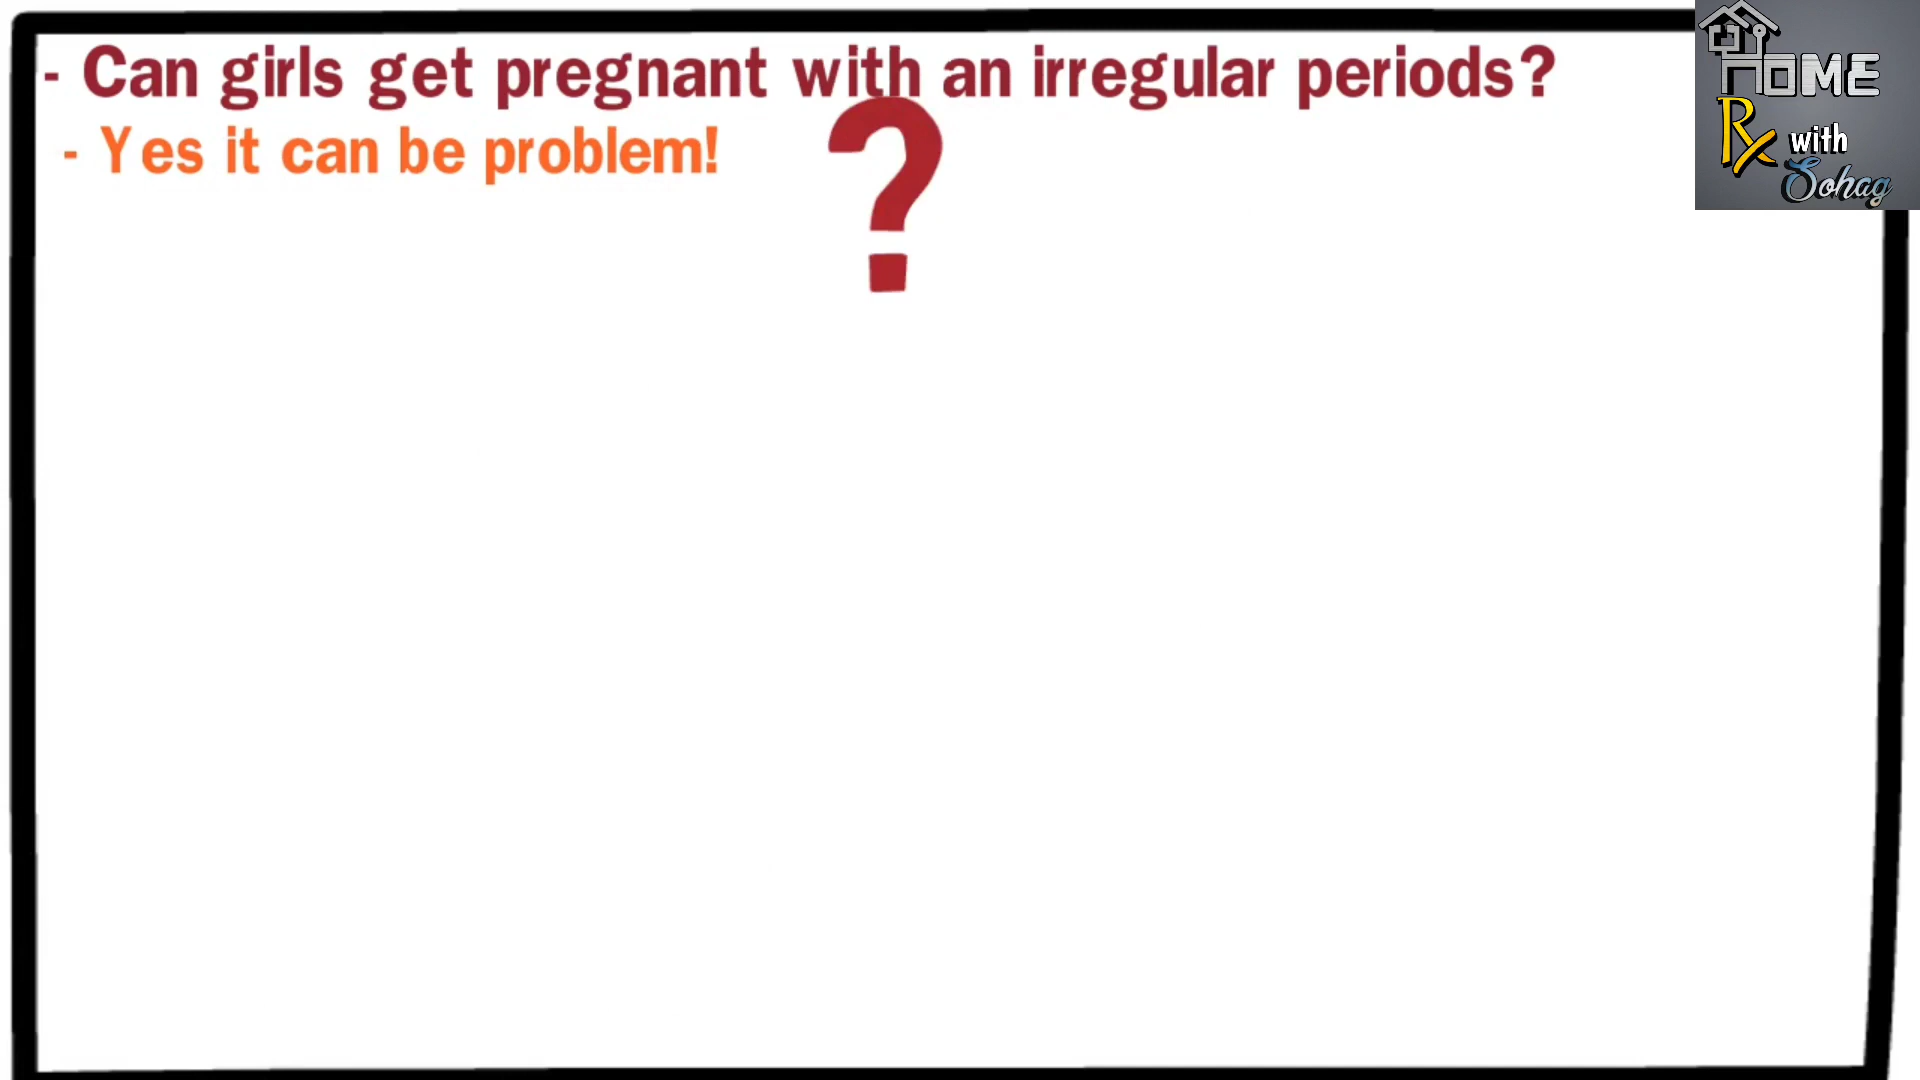 - Can girls get pregnant with an irregular periods?
- Yes it can be problem!
?
HOME
Rx with
Sohag